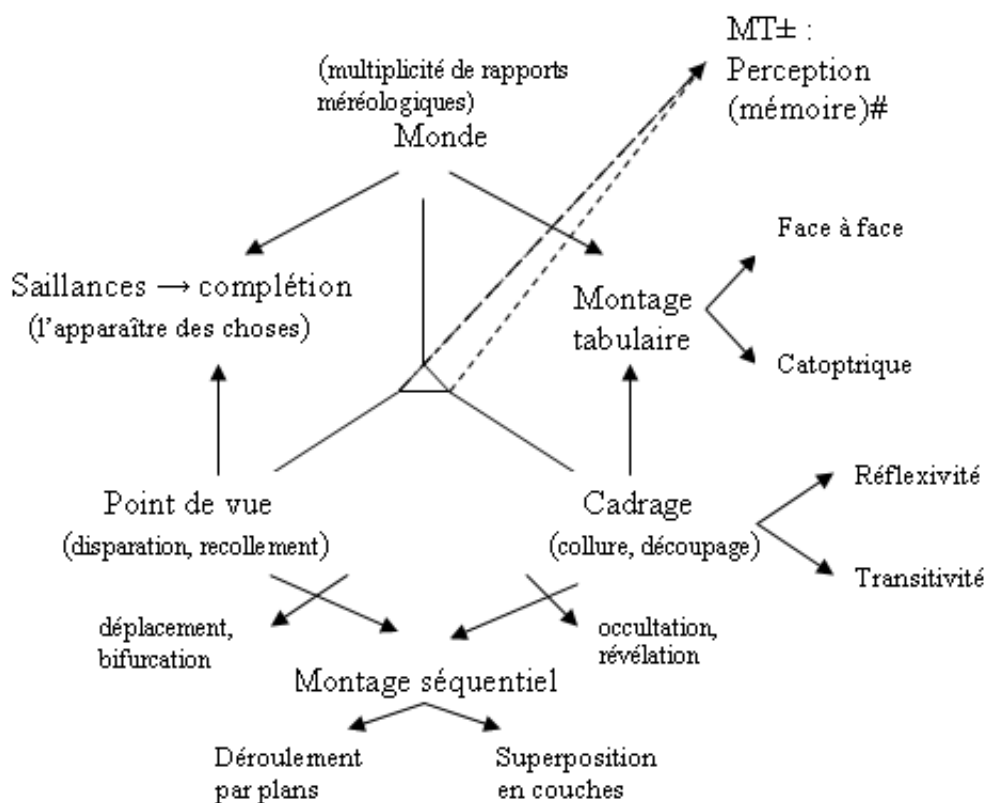 MT± :
Perception
(mémoire)#
(multiplicité de rapports
méréologiques)
Monde
Face à face
Saillances → complétion
(l'apparaître des choses)
Montage
tabulaire
Catoptrique
Point de vue
(disparation, recollement)
Cadrage
(collure, découpage)
Réflexivité
Transitivité
déplacement,
bifurcation
occultation,
révélation
Montage séquentiel
Déroulement
par plans
Superposition
en couches